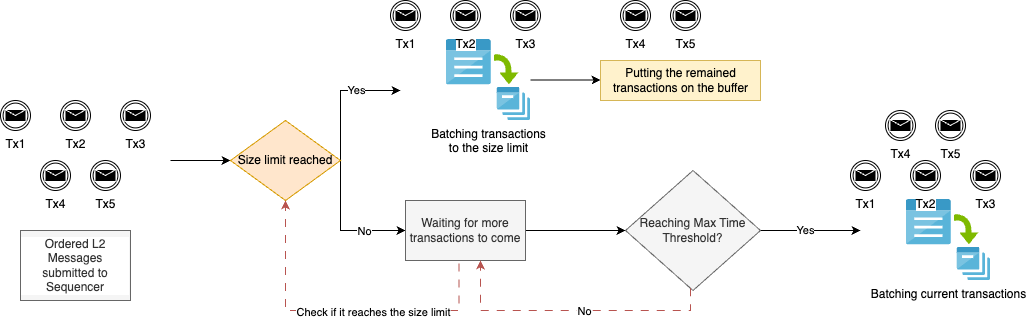 Tx1
Tx2
Tx3
Tx4
Tx5
Ordered L2
Messages
submitted to
Sequencer
Size limit reached
Yes
No
Tx1
Tx2
Tx3
Batching transactions
to the size limit
Tx4
Tx5
Putting the remained
transactions on the buffer
Waiting for more
transactions to come
Check if it reaches the size limit
Reaching Max Time
Threshold?
No
Yes
Tx4
Tx5
Tx1
Tx2
Tx3
Batching current transactions